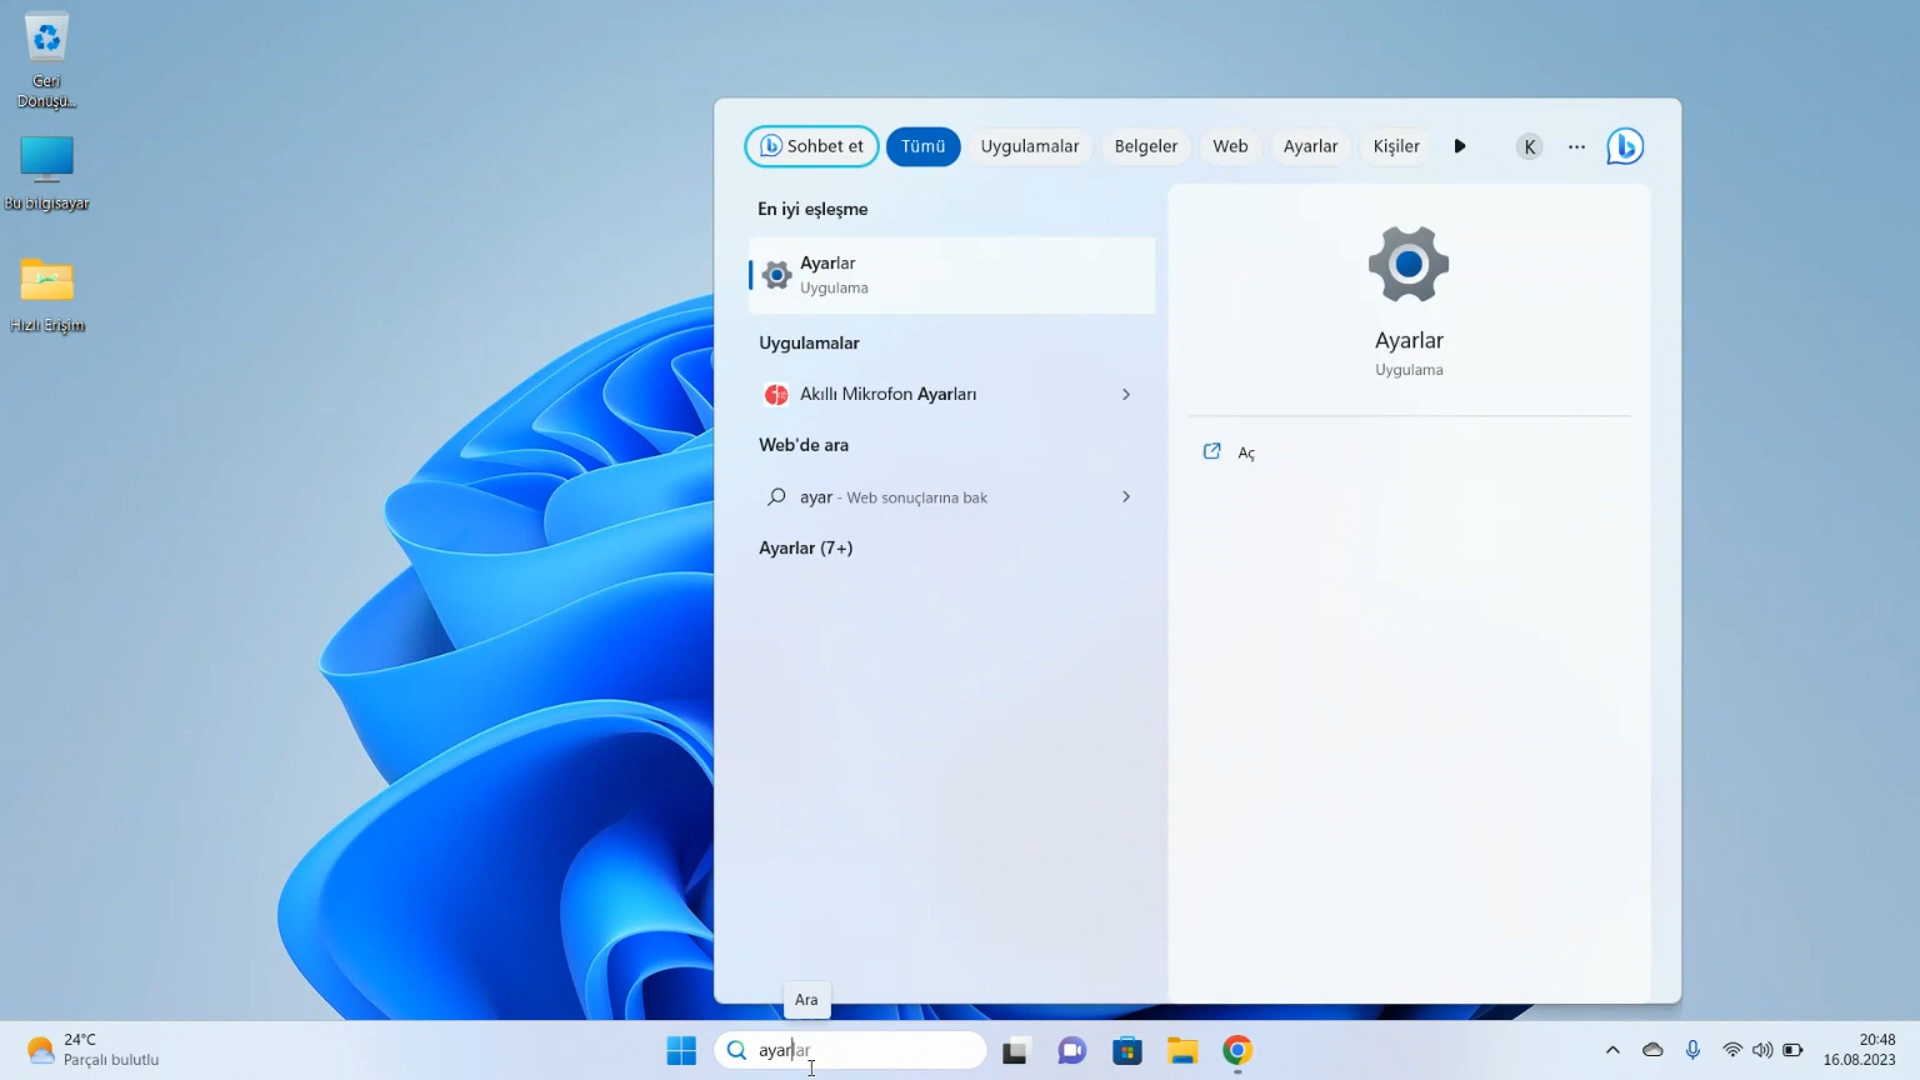 Geri
Dönüşü...
Bu bilgisayar
Hızlı Erişim
Sohbet et
Tümü
Uygulamalar
Belgeler
Web
Ayarlar
Kişiler
K
En iyi eşleşme
Ayarlar
Uygulama
Uygulamalar
Akıllı Mikrofon Ayarları
Web'de ara
ayar - Web sonuçlarına bak
Ayarlar (7+)
Ayarlar
Uygulama
Aç
Ara
24°C
Parçalı bulutlu
ayarlar
20:48
16.08.2023